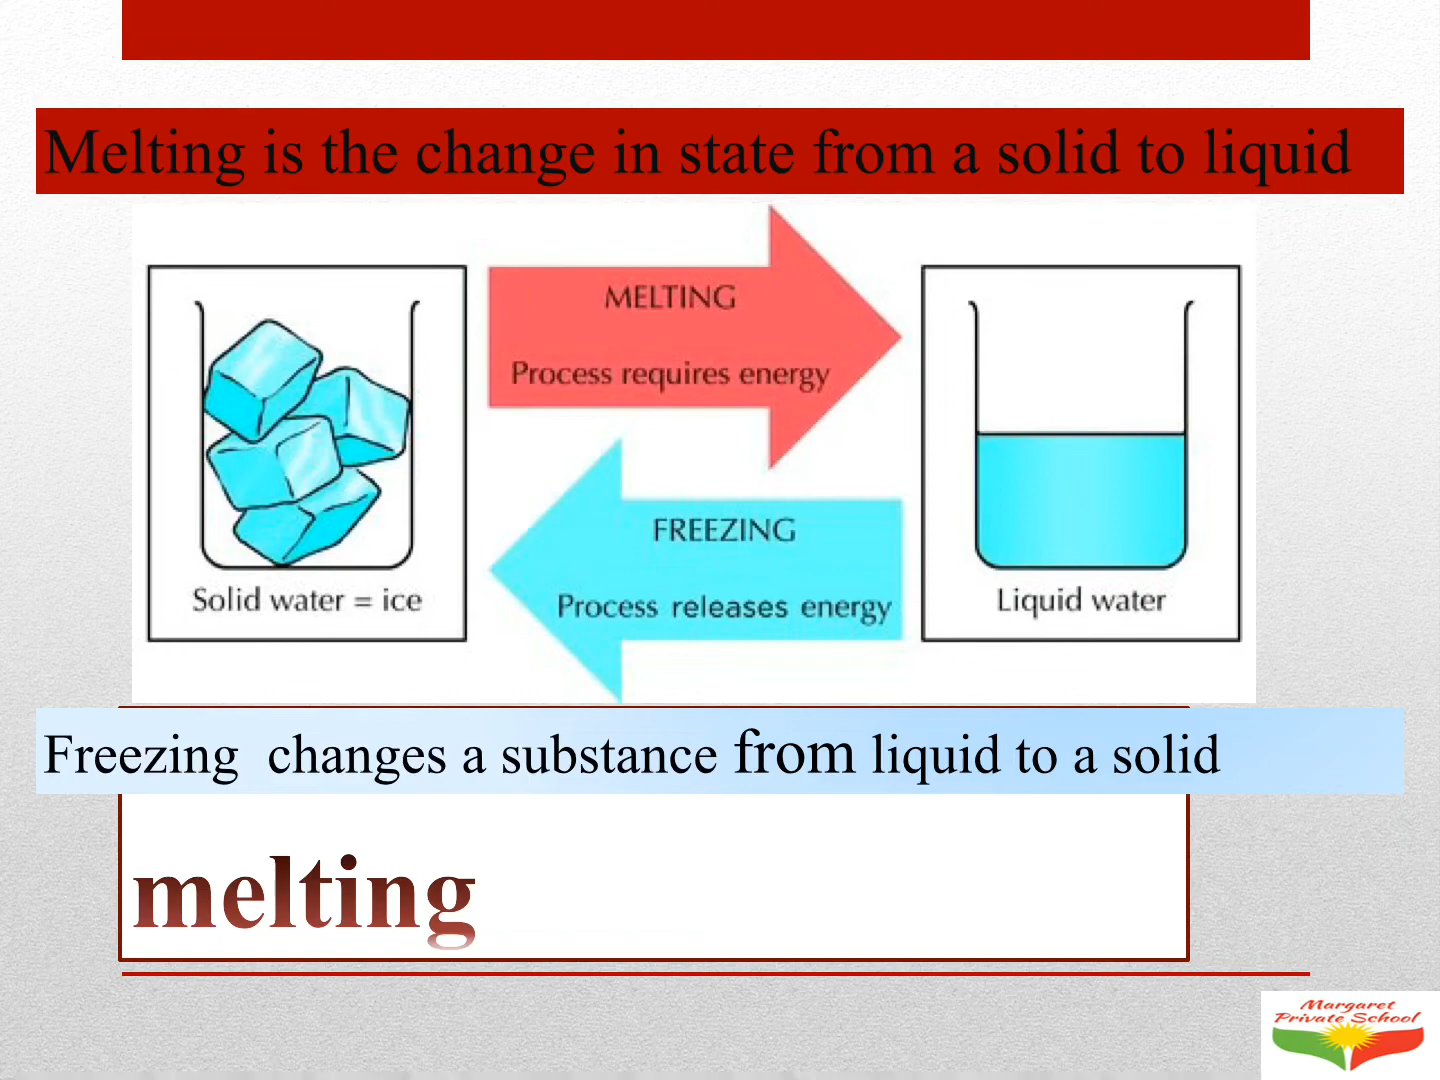 Melting is the change in state from a solid to liquid
MELTING
Process requires energy
FREEZING
Process releases energy
Solid water = ice
Liquid water
Freezing  changes a substance from liquid to a solid
melting
Margaret
Private School